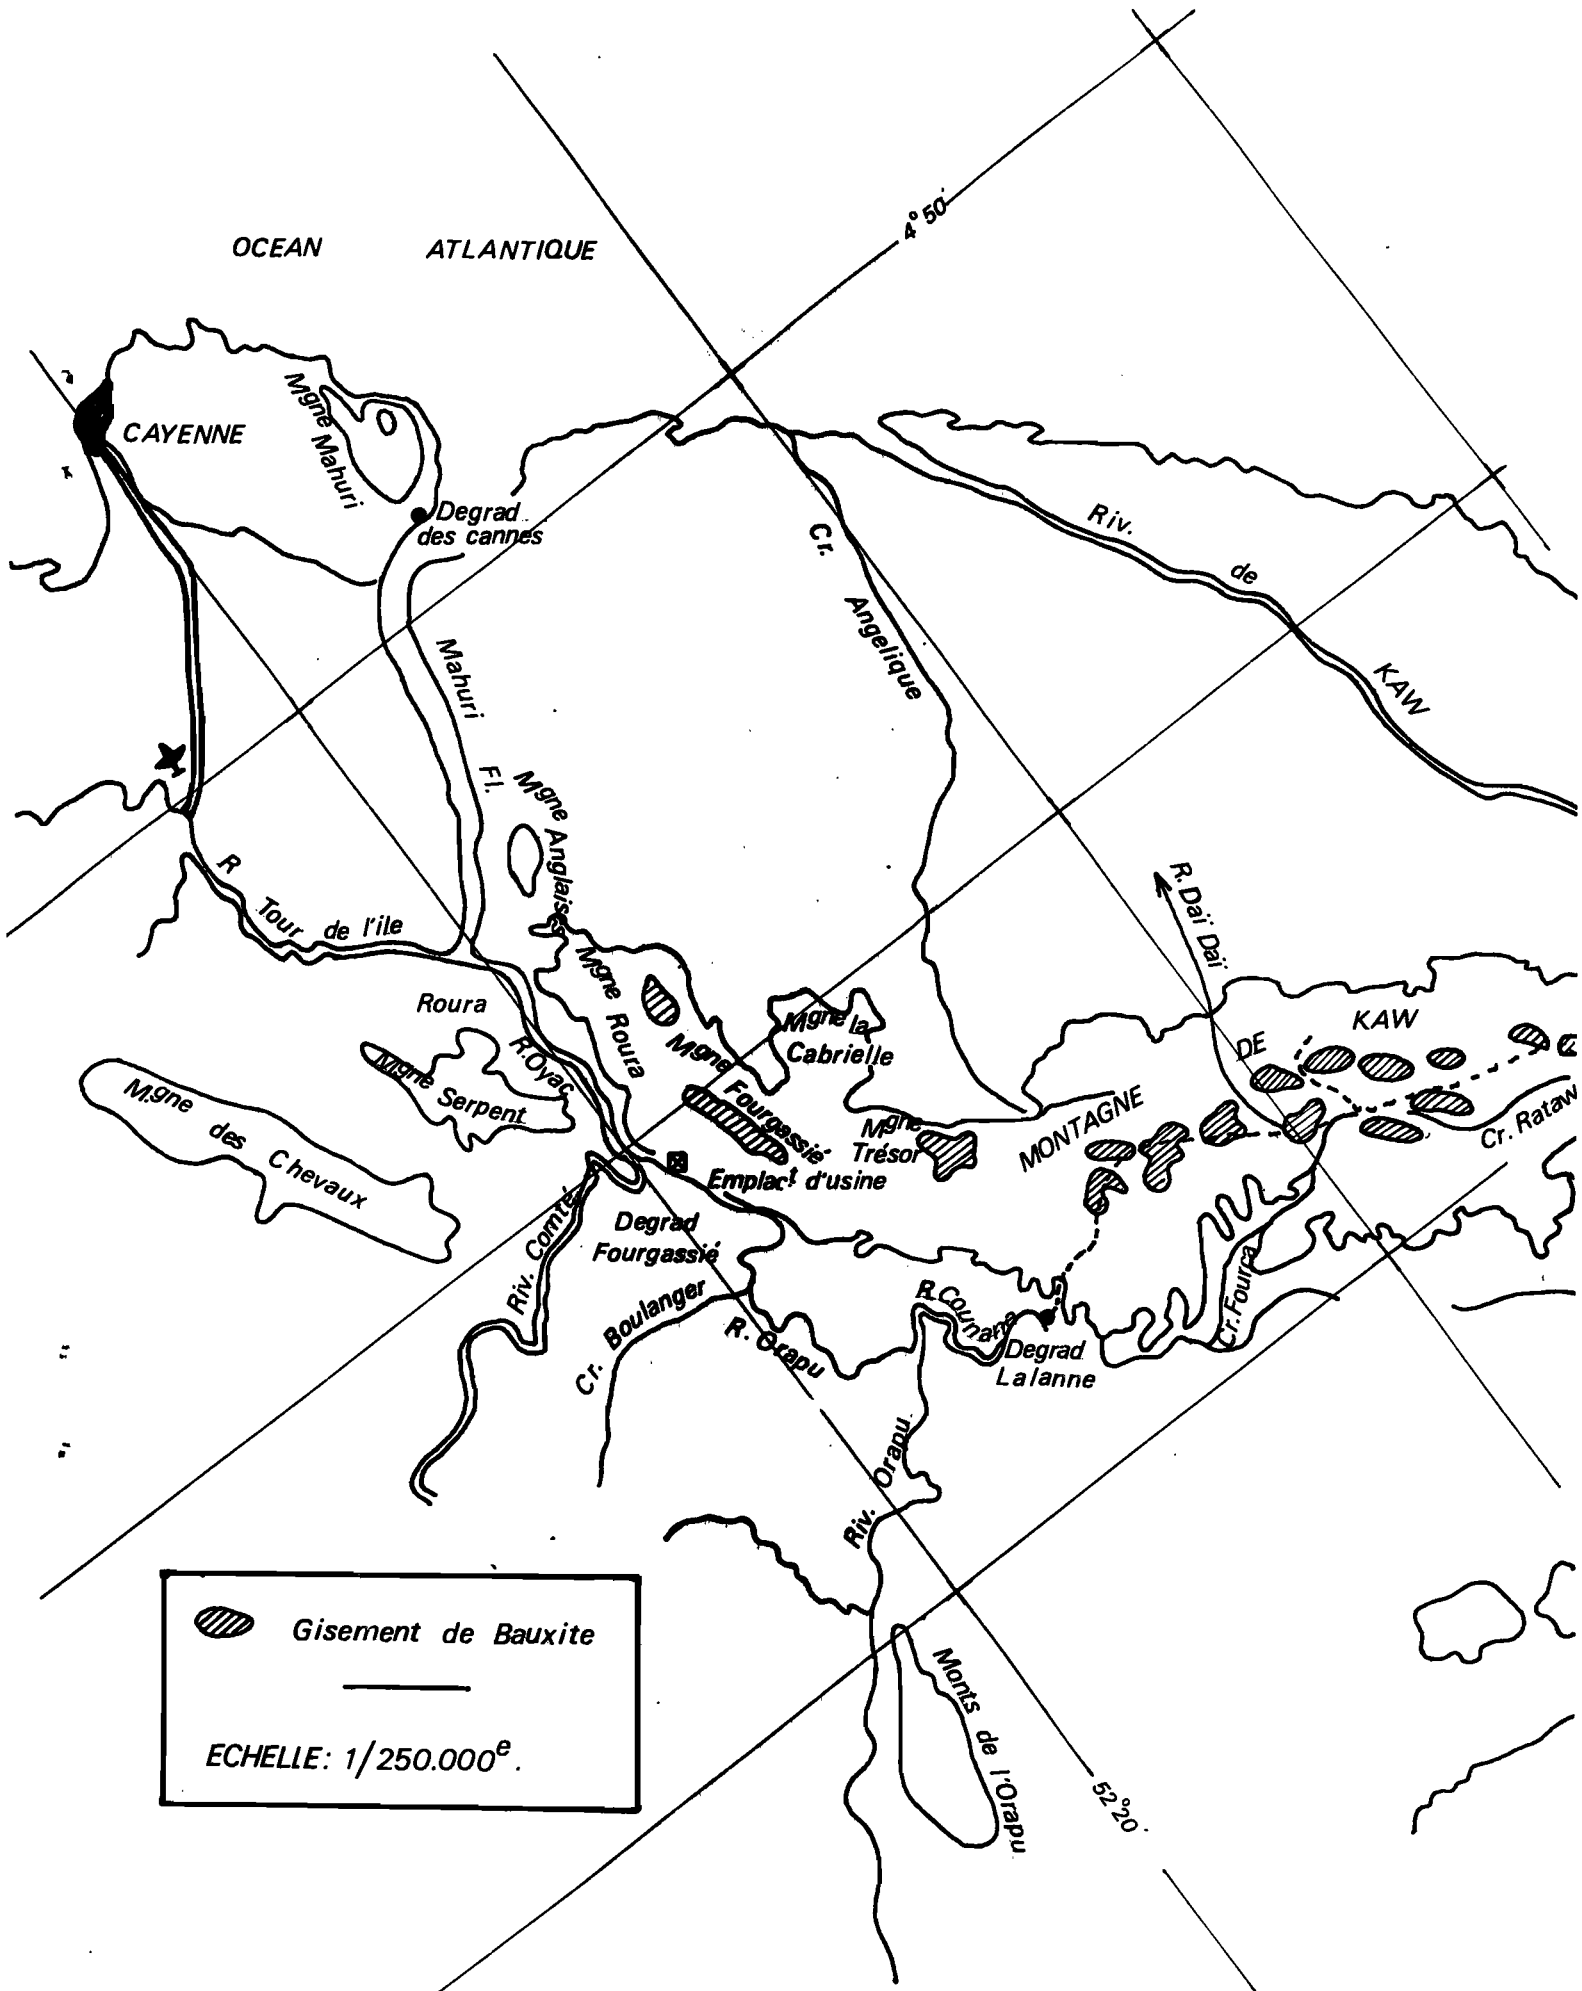 4°50'
OCEAN ATLANTIQUE
CAYENNE
Mgne Mahuri
Degrad
des cannes
Mahuri Fl.
Cr. Angelique
Riv. de KAW
Mgne Anglaises
R Tour de l'ile
R. Daï Daï
Roura
Mgne Roura
R. Oyac
Mgne Serpent
M.gne des Chevaux
Mgne Fourgassié
Mgne la
Cabrielle
Mgne
Trésor
MONTAGNE DE KAW
Cr. Rataw
Emplact d'usine
Degrad
Fourgassié
Riv. Comté
Cr. Boulanger
R. Orapu
R. Counana
Degrad
Lalanne
Cr. Fourca
Riv. Orapu
Monts de l'Orapu
52°20
Gisement de Bauxite
ECHELLE: 1/250.000e.